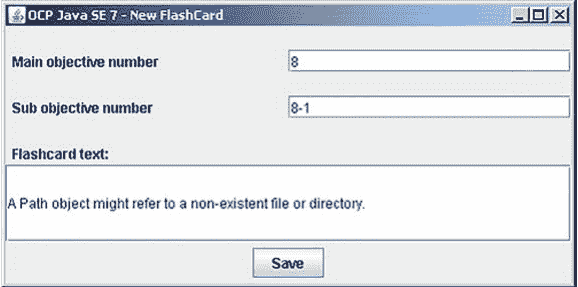 OCP Java SE 7 - New FlashCard
Main objective number 8
Sub objective number 8-1
Flashcard text:
A Path object might refer to a non-existent file or directory.
Save